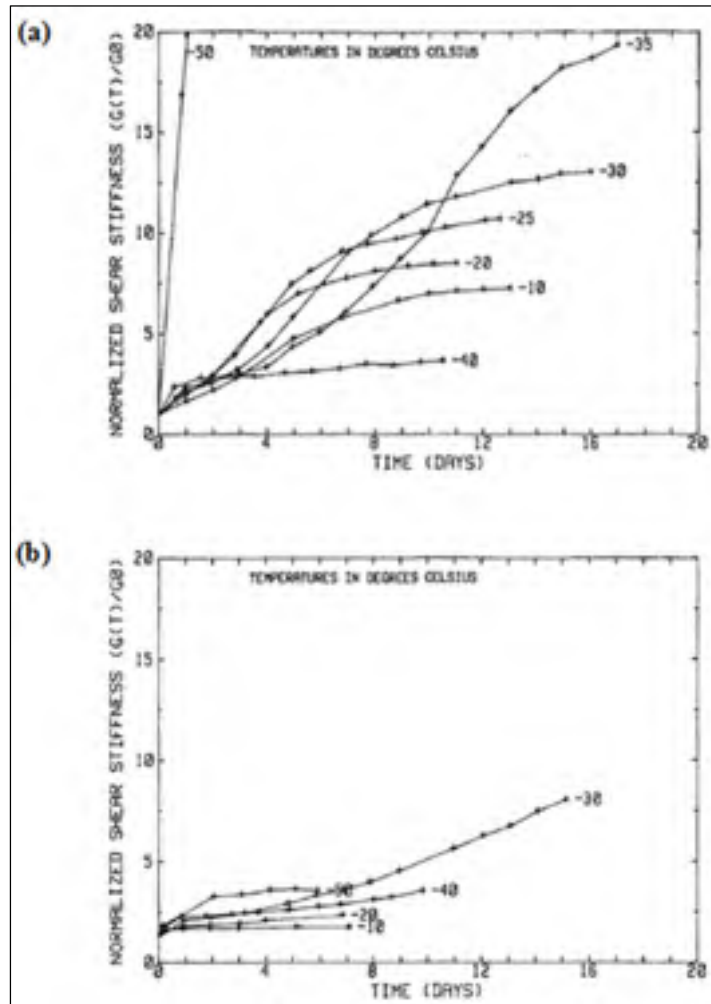 (a)
NORMALIZED SHEAR STIFFNESS (G(T)/G0)
TEMPERATURES IN DEGREES CELSIUS
20
15
10
5
0
-50
-35
-30
-25
-20
-10
-40
0 4 8 12 16 20
TIME (DAYS)
(b)
NORMALIZED SHEAR STIFFNESS (G(T)/G0)
TEMPERATURES IN DEGREES CELSIUS
20
15
10
5
0
-30
-40
-20
-10
0 4 8 12 16 20
TIME (DAYS)